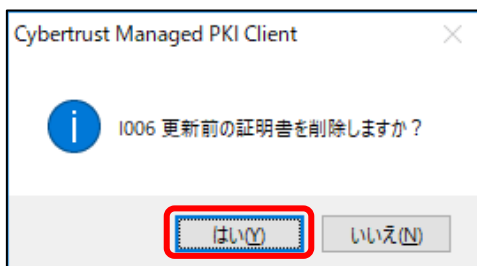 Cybertrust Managed PKI Client
I006 更新前の証明書を削除しますか？
はい(Y) いいえ(N)